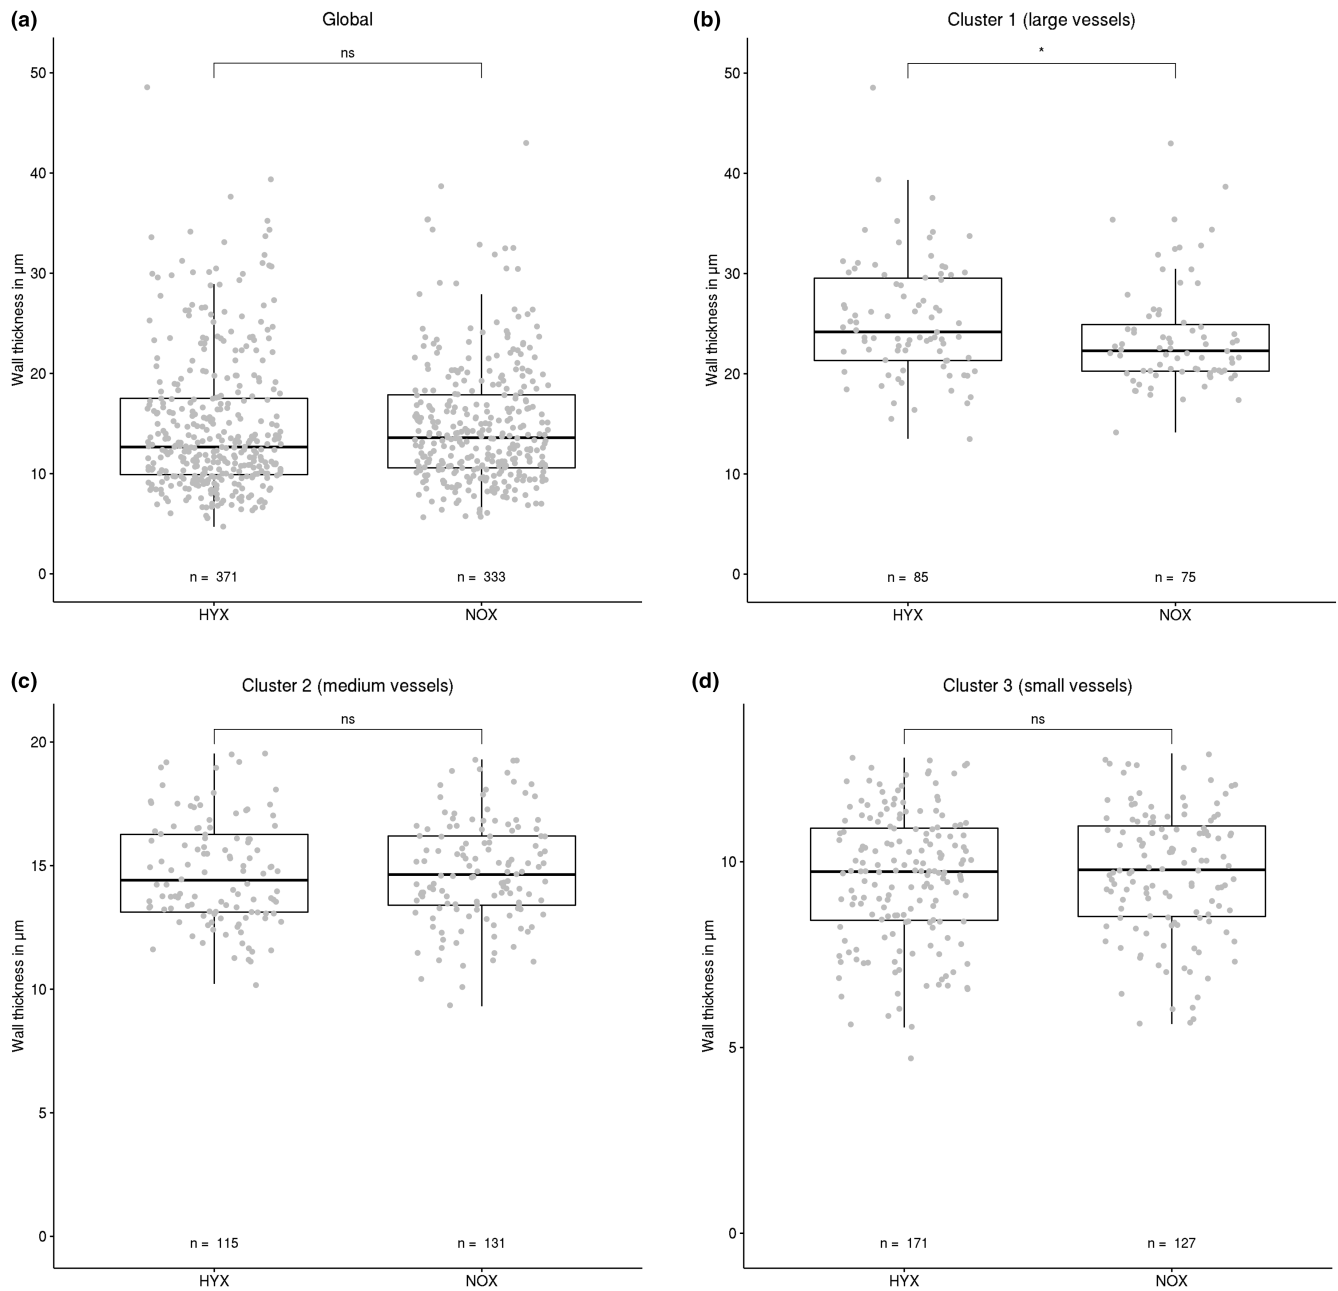 (a)
Global
ns
50
40
30
20
10
0
Wall thickness in µm
n = 371
n = 333
HYX
NOX
(b)
Cluster 1 (large vessels)
*
50
40
30
20
10
0
Wall thickness in µm
n = 85
n = 75
HYX
NOX
(c)
Cluster 2 (medium vessels)
ns
20
15
10
5
0
Wall thickness in µm
n = 115
n = 131
HYX
NOX
(d)
Cluster 3 (small vessels)
ns
10
5
0
Wall thickness in µm
n = 171
n = 127
HYX
NOX